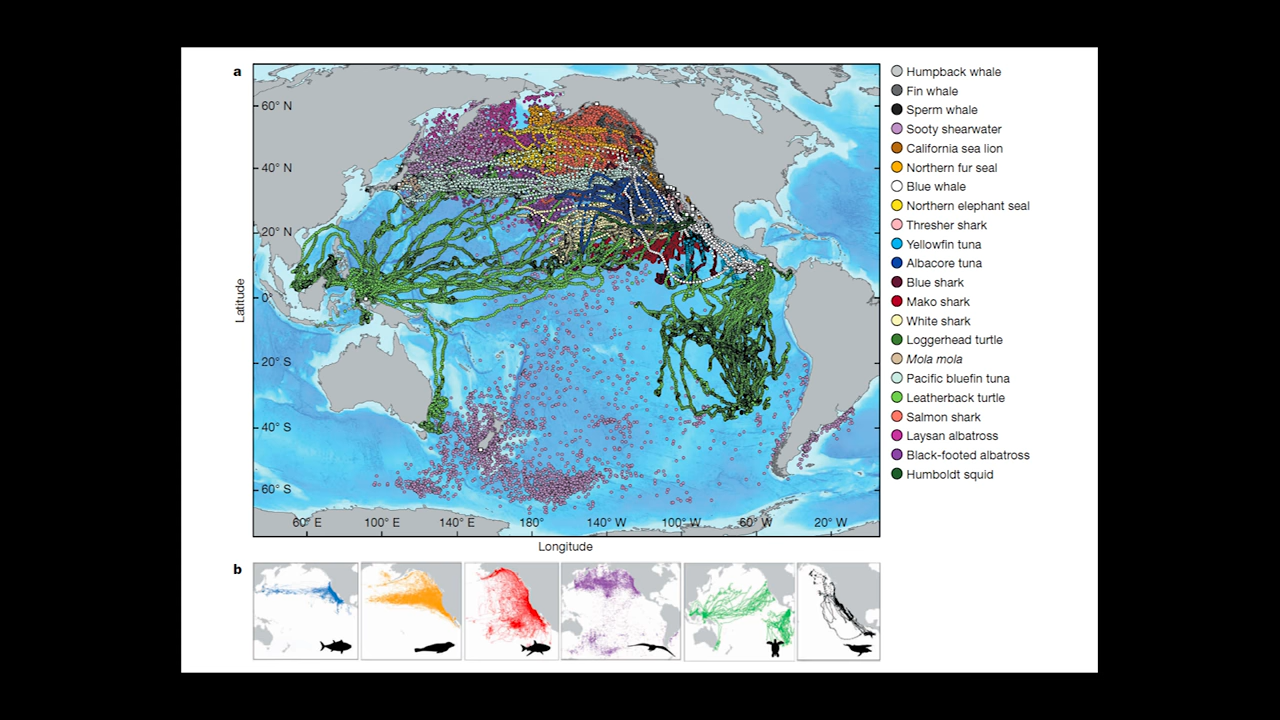 a
60° N
40° N
20° N
0°
20° S
40° S
60° S
Latitude
60° E
100° E
140° E
180°
140° W
100° W
60° W
20° W
Longitude
Humpback whale
Fin whale
Sperm whale
Sooty shearwater
California sea lion
Northern fur seal
Blue whale
Northern elephant seal
Thresher shark
Yellowfin tuna
Albacore tuna
Blue shark
Mako shark
White shark
Loggerhead turtle
Mola mola
Pacific bluefin tuna
Leatherback turtle
Salmon shark
Laysan albatross
Black-footed albatross
Humboldt squid
b